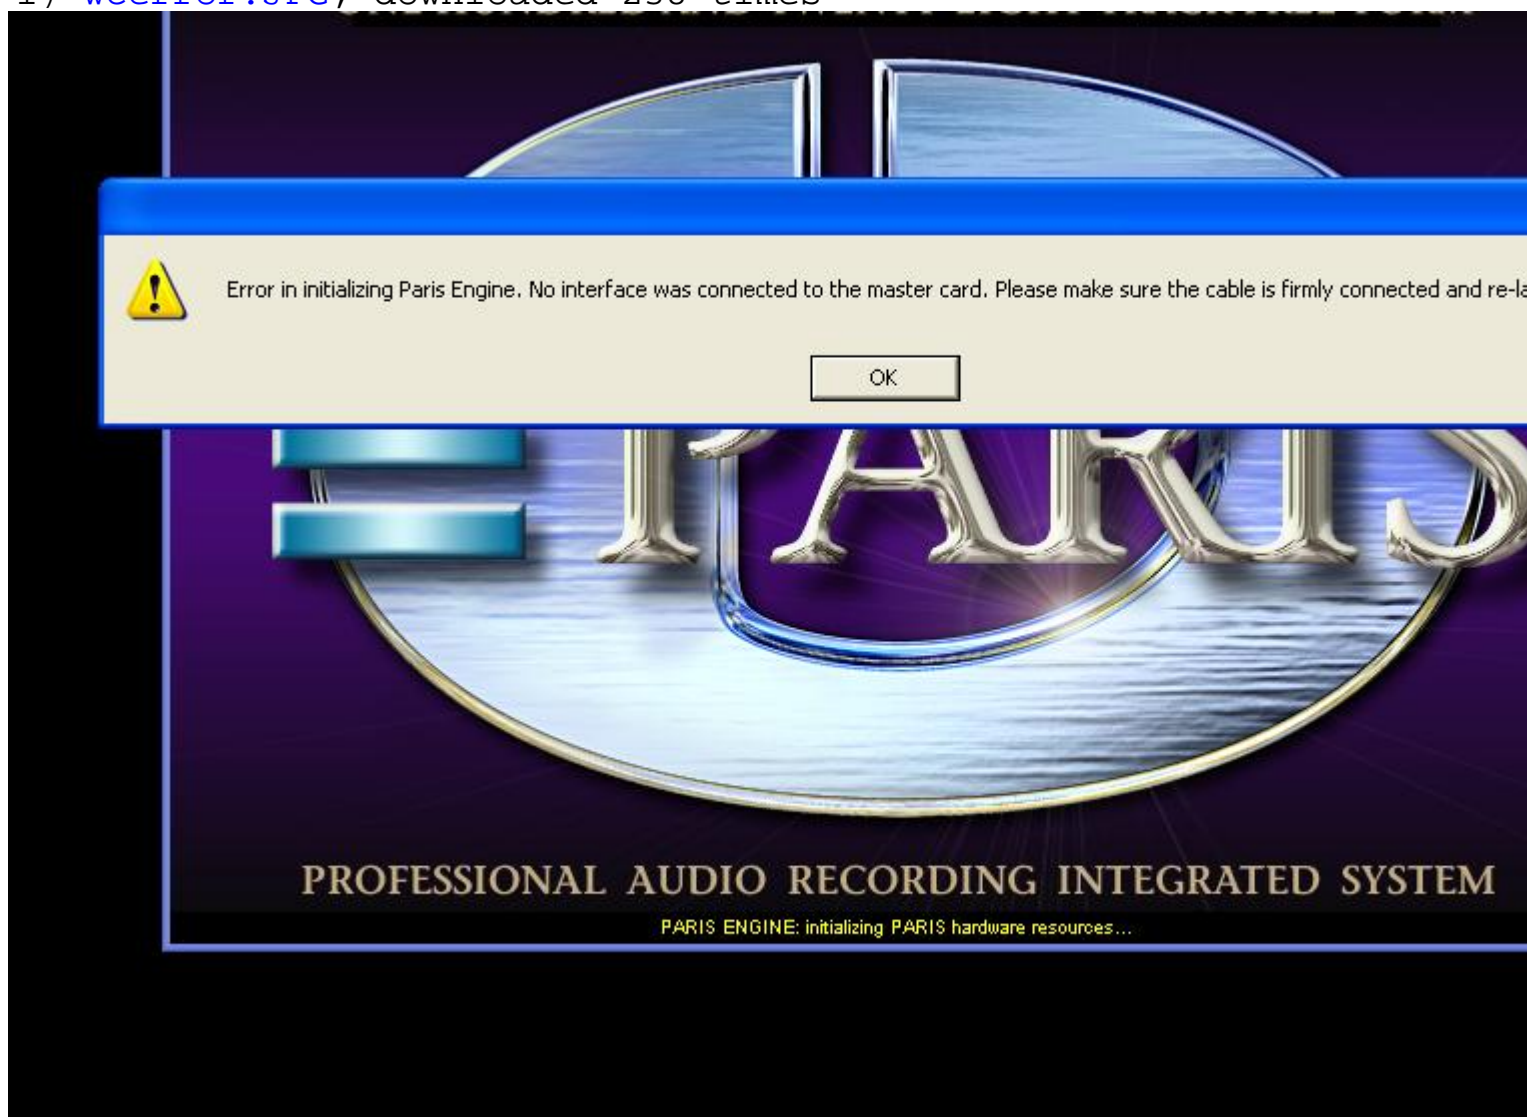 Error in initializing Paris Engine. No interface was connected to the master card. Please make sure the cable is firmly connected and re-la
OK
PARIS
PROFESSIONAL AUDIO RECORDING INTEGRATED SYSTEM
PARIS ENGINE: initializing PARIS hardware resources...